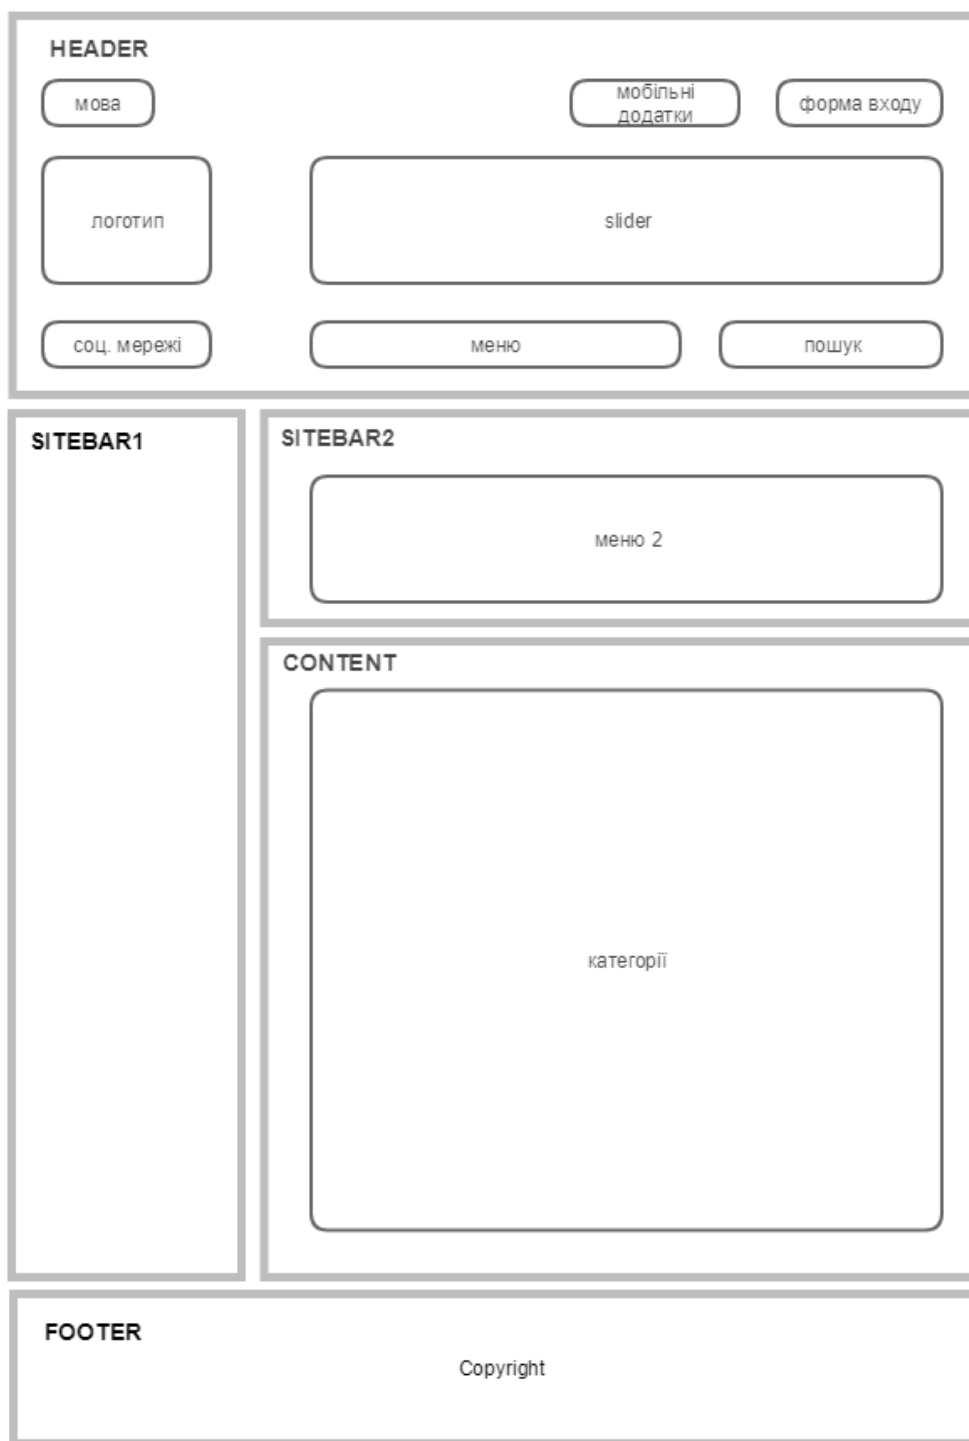 HEADER
мова
мобільні
додатки
форма входу
логотип
slider
соц. мережі
меню
пошук
SITEBAR1
SITEBAR2
меню 2
CONTENT
категорії
FOOTER
Copyright